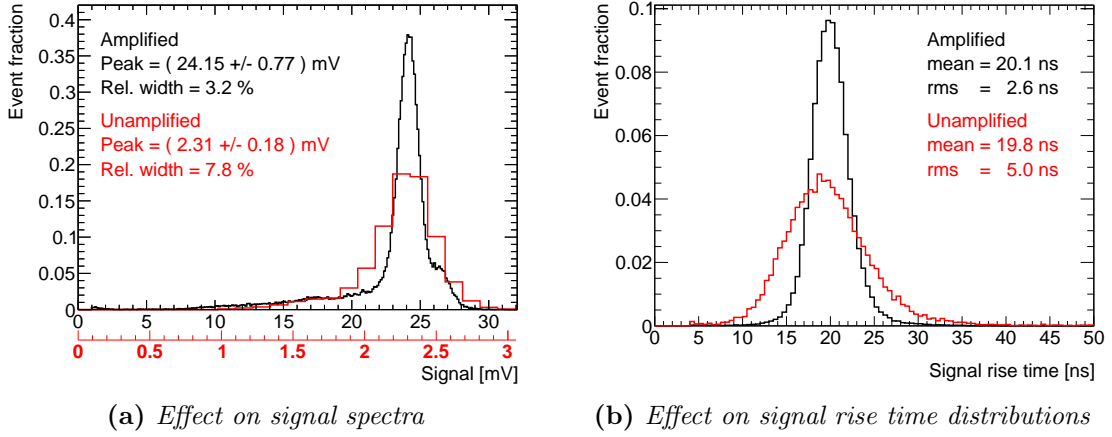 Event fraction
0.4
0.35
0.3
0.25
0.2
0.15
0.1
0.05
0
Amplified
Peak = ( 24.15 +/- 0.77 ) mV
Rel. width = 3.2 %
Unamplified
Peak = ( 2.31 +/- 0.18 ) mV
Rel. width = 7.8 %
0 5 10 15 20 25 30
0 0.5 1 1.5 2 2.5 3
Signal [mV]
(a) Effect on signal spectra
Event fraction
0.1
0.08
0.06
0.04
0.02
0
Amplified
mean = 20.1 ns
rms = 2.6 ns
Unamplified
mean = 19.8 ns
rms = 5.0 ns
0 5 10 15 20 25 30 35 40 45 50
Signal rise time [ns]
(b) Effect on signal rise time distributions